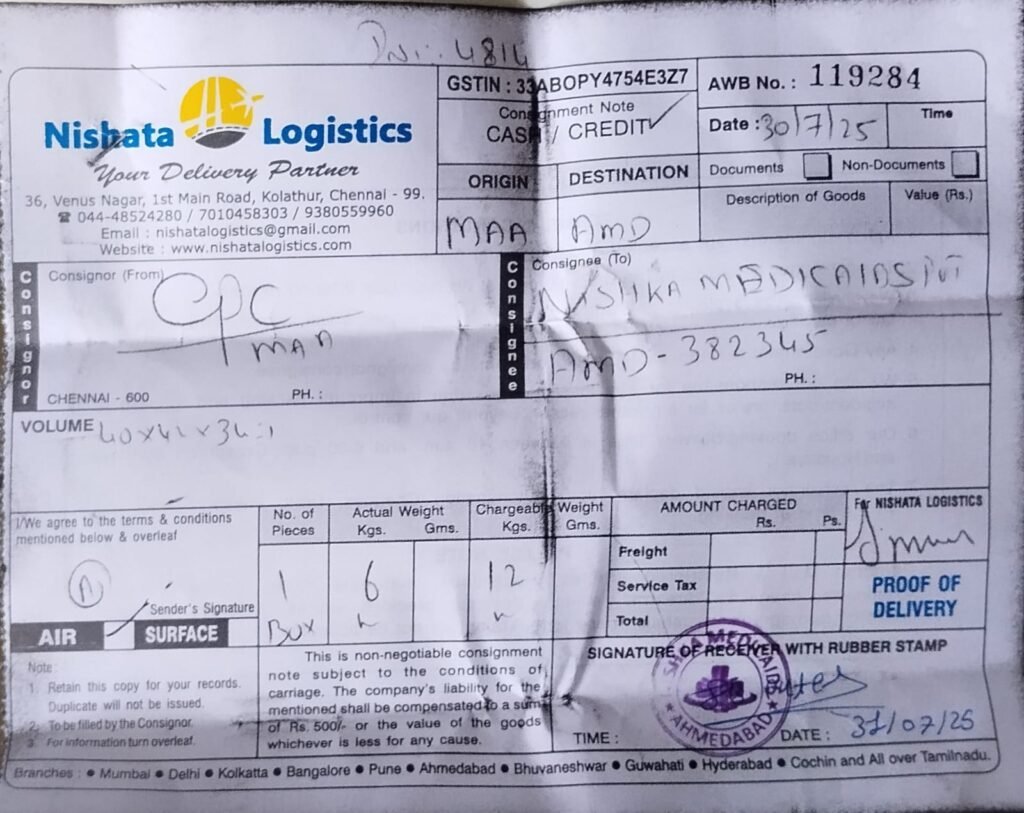 4814
GSTIN : 33ABOPY4754E3Z7
AWB No. : 119284
Nishata Logistics
Your Delivery Partner
Consignment Note
CASH / CREDIT✓
Date : 30/7/25
Time
Documents
Non-Documents
36, Venus Nagar, 1st Main Road, Kolathur, Chennai - 99.
☎ 044-48524280 / 7010458303 / 9380559960
Email : nishatalogistics@gmail.com
Website : www.nishatalogistics.com
ORIGIN
DESTINATION
MAA
AMD
Description of Goods
Value (Rs.)
Consignor
Consignor (From)
CPC
MAA
CHENNAI - 600
PH. :
Consignee
Consignee (To)
NISHKA MEDICAIDS PVT
AMD - 382345
PH. :
VOLUME 40x42x34:1
I/We agree to the terms & conditions
mentioned below & overleaf
A
Sender's Signature
AIR
SURFACE
No. of
Pieces
1
BOX
Actual Weight
Kgs. Gms.
6
Chargeable Weight
Kgs. Gms.
12
AMOUNT CHARGED
Rs. Ps.
Freight
Service Tax
Total
For NISHATA LOGISTICS
PROOF OF
DELIVERY
Note :
1. Retain this copy for your records.
Duplicate will not be issued.
2. To be filled by the Consignor.
3. For information turn overleaf.
This is non-negotiable consignment
note subject to the conditions of
carriage. The company's liability for the
mentioned shall be compensated to a sum
of Rs. 500/- or the value of the goods
whichever is less for any cause.
SIGNATURE OF RECEIVER WITH RUBBER STAMP
AHMEDABAD
TIME :
DATE : 31/07/25
Branches : ● Mumbai ● Delhi ● Kolkatta ● Bangalore ● Pune ● Ahmedabad ● Bhuvaneshwar ● Guwahati ● Hyderabad ● Cochin and All over Tamilnadu.